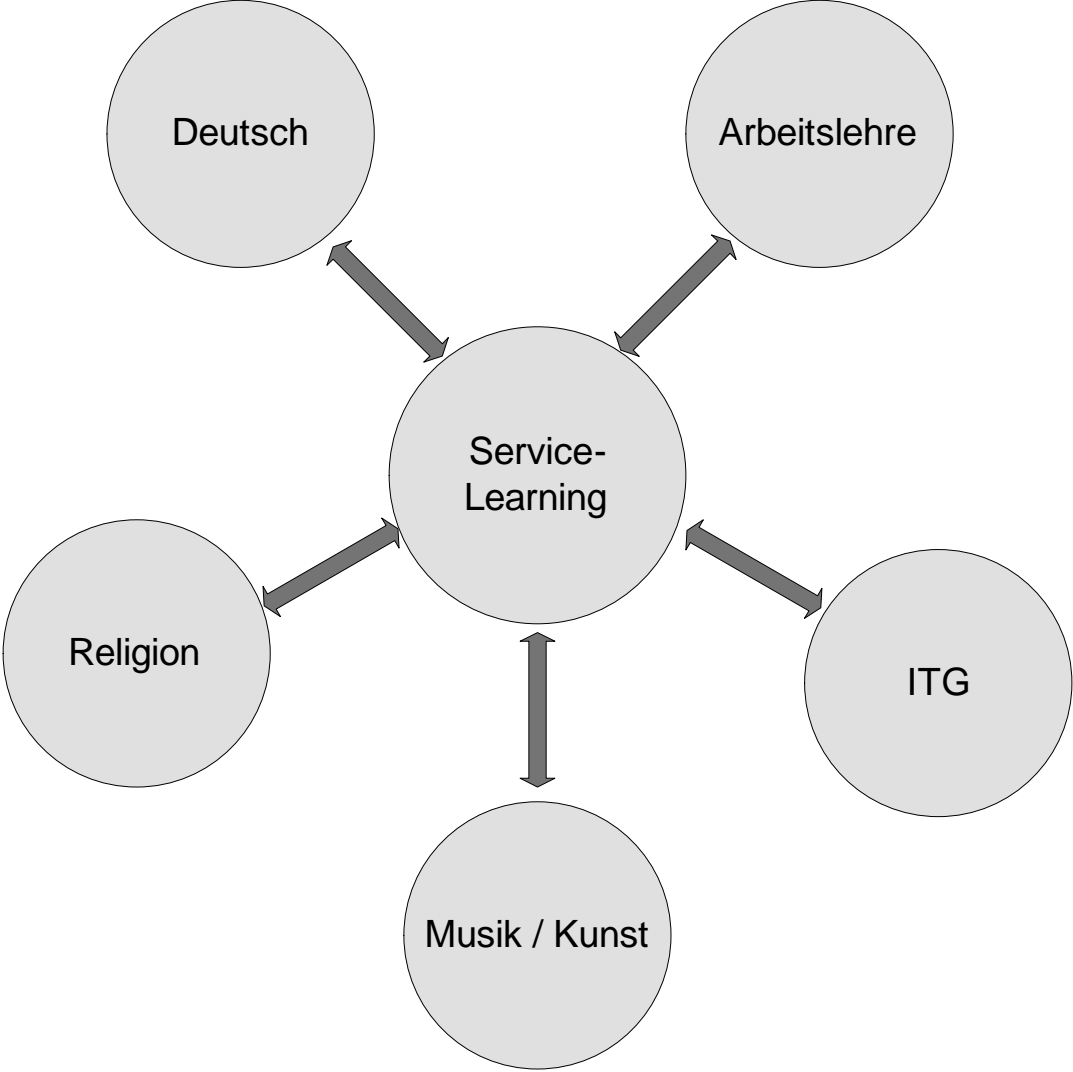 Deutsch
Arbeitslehre
Service-
Learning
Religion
ITG
Musik / Kunst